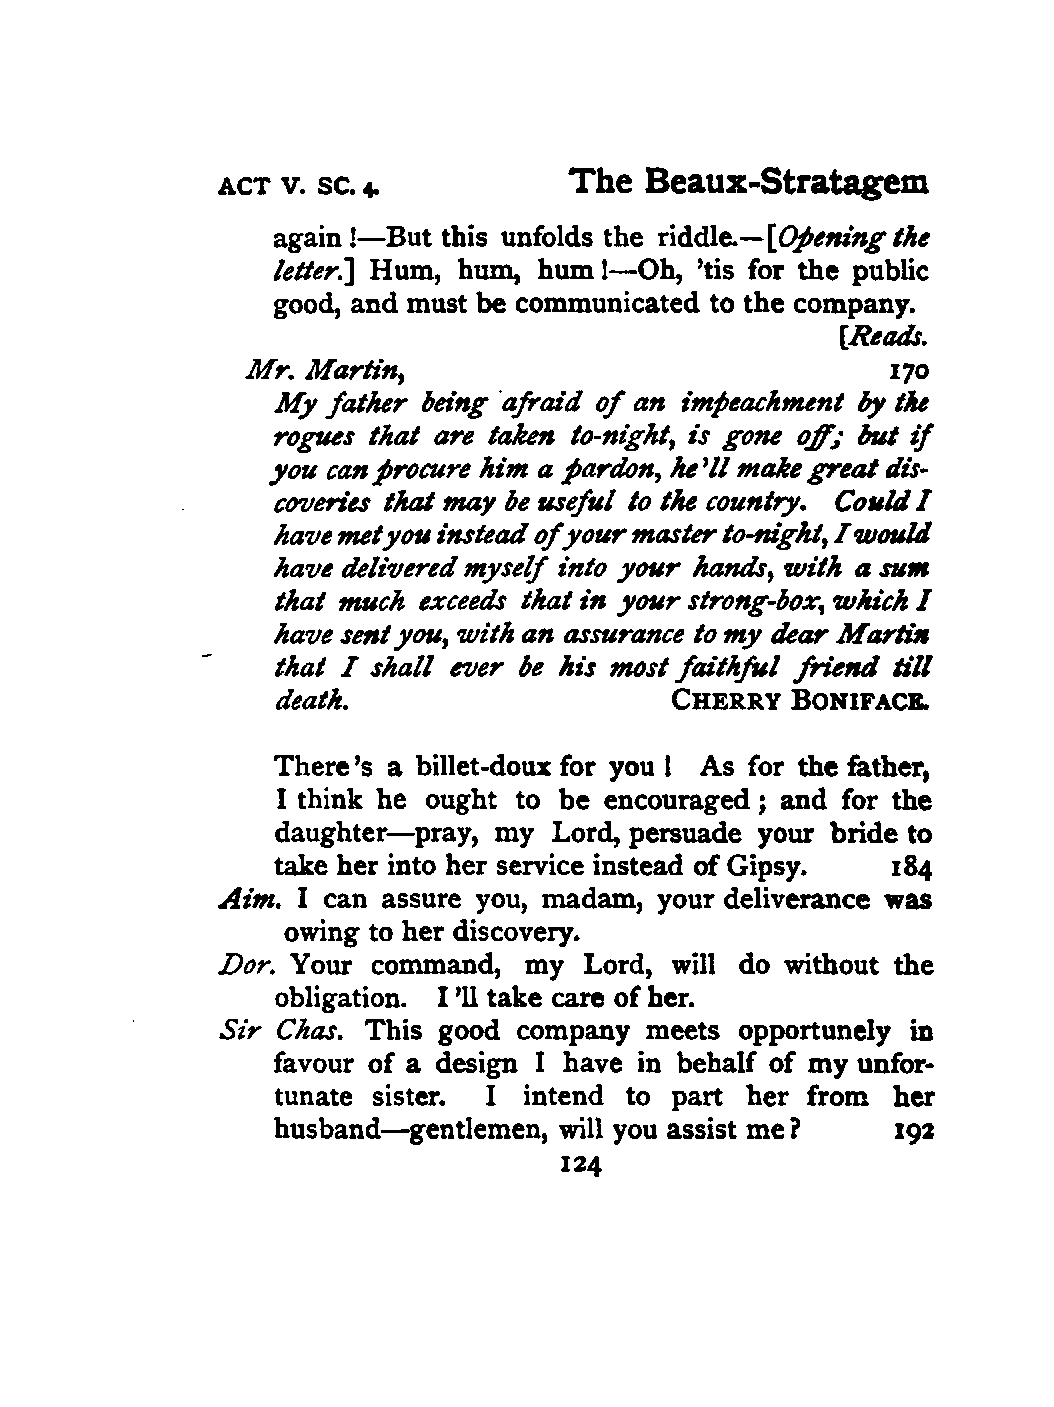 ACT V. SC. 4. The Beaux-Stratagem
again !—But this unfolds the riddle.—[Opening the
letter.] Hum, hum, hum !—Oh, 'tis for the public
good, and must be communicated to the company.
[Reads.
Mr. Martin, 170
My father being afraid of an impeachment by the
rogues that are taken to-night, is gone off; but if
you can procure him a pardon, he'll make great dis-
coveries that may be useful to the country. Could I
have met you instead of your master to-night, I would
have delivered myself into your hands, with a sum
that much exceeds that in your strong-box, which I
have sent you, with an assurance to my dear Martin
that I shall ever be his most faithful friend till
death. CHERRY BONIFACE.
There's a billet-doux for you ! As for the father,
I think he ought to be encouraged ; and for the
daughter—pray, my Lord, persuade your bride to
take her into her service instead of Gipsy. 184
Aim. I can assure you, madam, your deliverance was
owing to her discovery.
Dor. Your command, my Lord, will do without the
obligation. I'll take care of her.
Sir Chas. This good company meets opportunely in
favour of a design I have in behalf of my unfor-
tunate sister. I intend to part her from her
husband—gentlemen, will you assist me ? 192
124